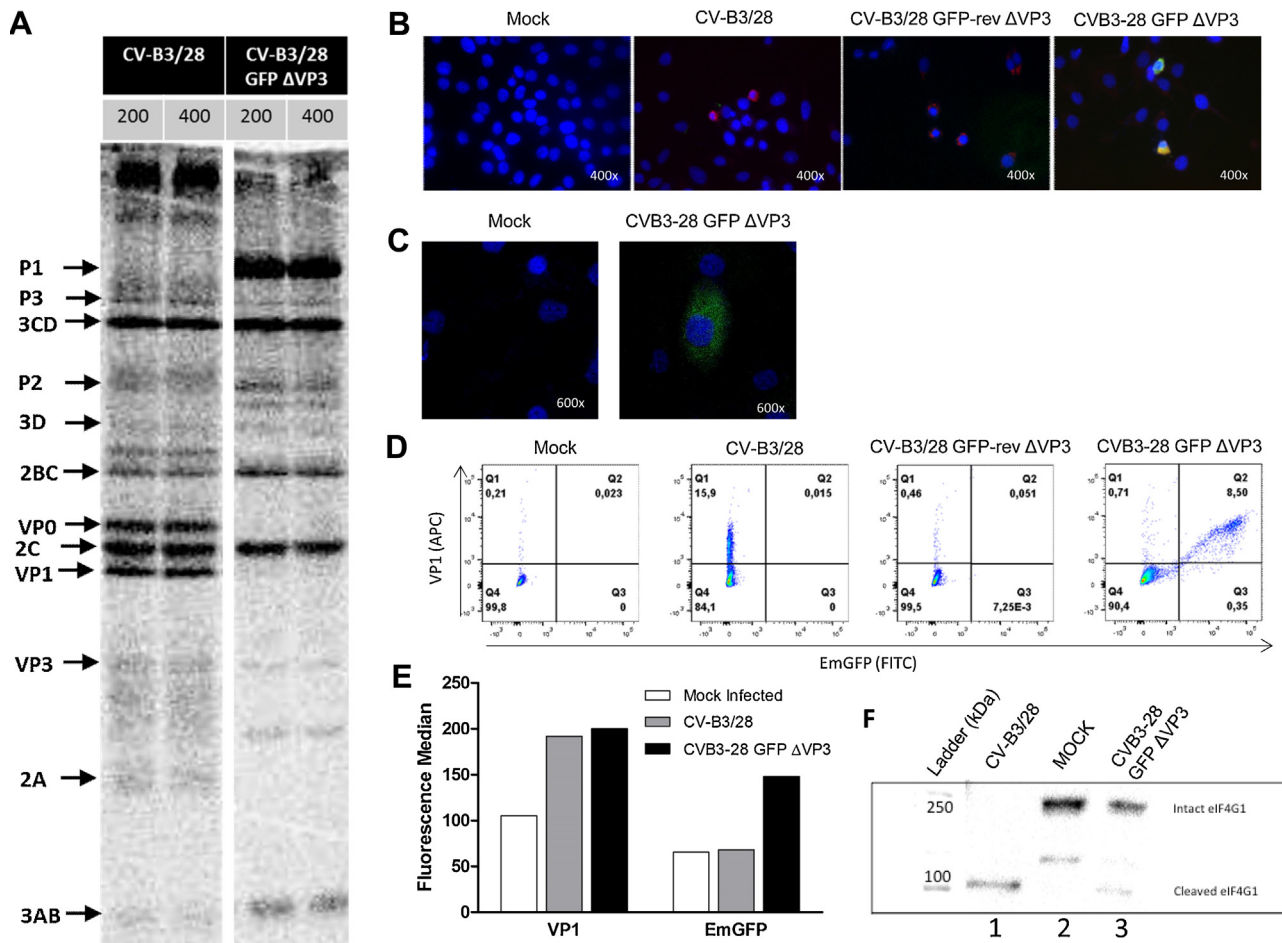 A
CV-B3/28
CV-B3/28
GFP ΔVP3
200
400
200
400
P1
P3
3CD
P2
3D
2BC
VP0
2C
VP1
VP3
2A
3AB
B
Mock
CV-B3/28
CV-B3/28 GFP-rev ΔVP3
CVB3-28 GFP ΔVP3
400x
400x
400x
400x
C
Mock
CVB3-28 GFP ΔVP3
600x
600x
D
Mock
CV-B3/28
CV-B3/28 GFP-rev ΔVP3
CVB3-28 GFP ΔVP3
VP1 (APC)
Q1
0,21
Q2
0,023
Q4
99,8
Q3
0
Q1
15,9
Q2
0,015
Q4
84,1
Q3
0
Q1
0,46
Q2
0,051
Q4
99,5
Q3
7,25E-3
Q1
0,71
Q2
8,50
Q4
90,4
Q3
0,35
EmGFP (FITC)
E
Fluorescence Median
250
200
150
100
50
0
Mock Infected
CV-B3/28
CVB3-28 GFP ΔVP3
VP1
EmGFP
F
Ladder (kDa)
CV-B3/28
MOCK
CVB3-28
GFP ΔVP3
250
Intact eIF4G1
100
Cleaved eIF4G1
1
2
3